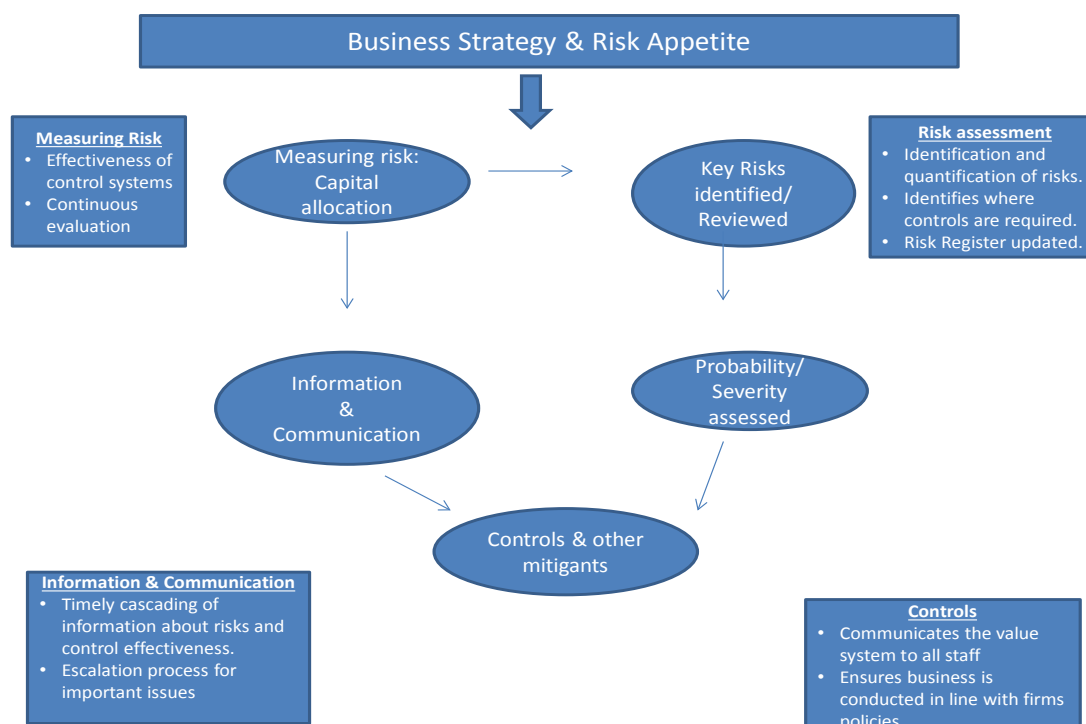 Business Strategy & Risk Appetite
Measuring Risk
• Effectiveness of
control systems
• Continuous
evaluation
Measuring risk:
Capital
allocation
Key Risks
identified/
Reviewed
Risk assessment
• Identification and
quantification of risks.
• Identifies where
controls are required.
• Risk Register updated.
Information
&
Communication
Probability/
Severity
assessed
Controls & other
mitigants
Information & Communication
• Timely cascading of
information about risks and
control effectiveness.
• Escalation process for
important issues
Controls
• Communicates the value
system to all staff
• Ensures business is
conducted in line with firms
policies